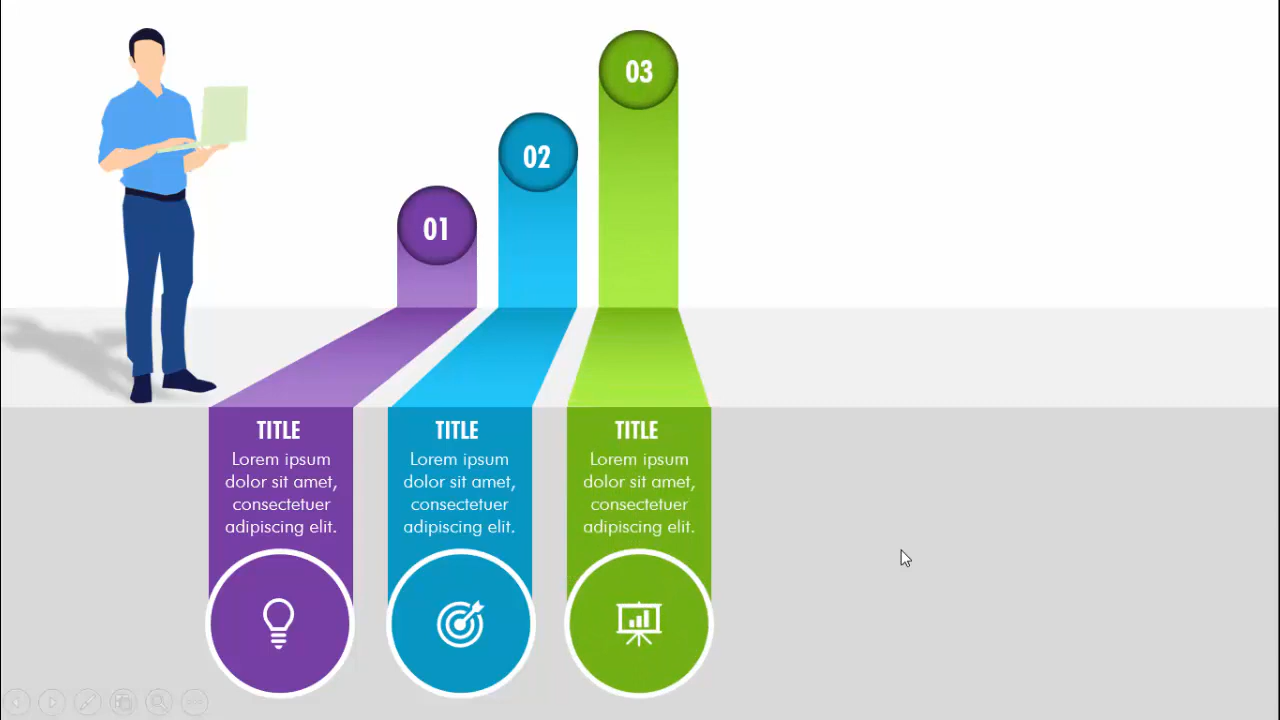 03
02
01
TITLE
Lorem ipsum
dolor sit amet,
consectetuer
adipiscing elit.
TITLE
Lorem ipsum
dolor sit amet,
consectetuer
adipiscing elit.
TITLE
Lorem ipsum
dolor sit amet,
consectetuer
adipiscing elit.